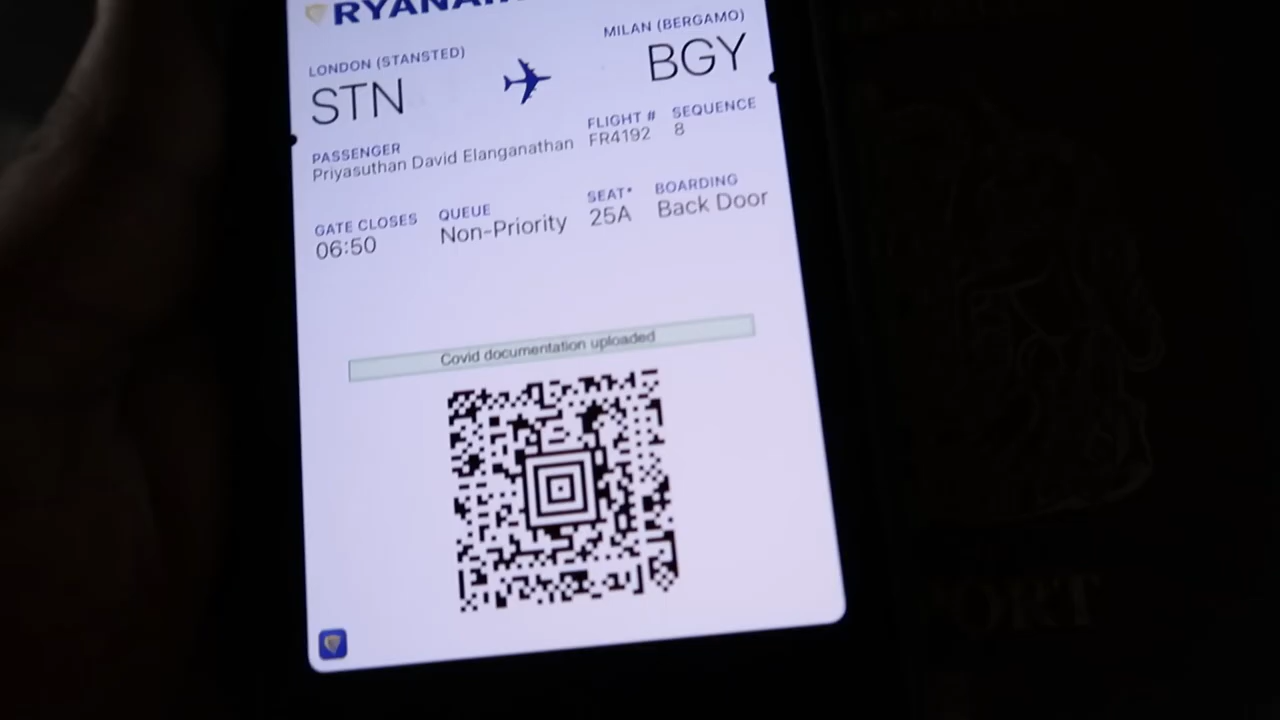 RYANAIR
LONDON (STANSTED)
MILAN (BERGAMO)
STN
BGY
PASSENGER
Priyasuthan David Elanganathan
FLIGHT #
FR4192
SEQUENCE
8
GATE CLOSES
06:50
QUEUE
Non-Priority
SEAT*
25A
BOARDING
Back Door
Covid documentation uploaded